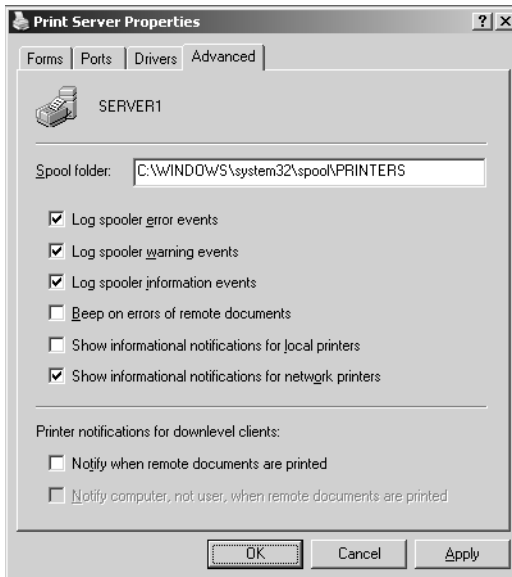 Print Server Properties
Forms Ports Drivers Advanced
SERVER1
Spool folder: C:\WINDOWS\system32\spool\PRINTERS
Log spooler error events
Log spooler warning events
Log spooler information events
Beep on errors of remote documents
Show informational notifications for local printers
Show informational notifications for network printers
Printer notifications for downlevel clients:
Notify when remote documents are printed
Notify computer, not user, when remote documents are printed
OK Cancel Apply